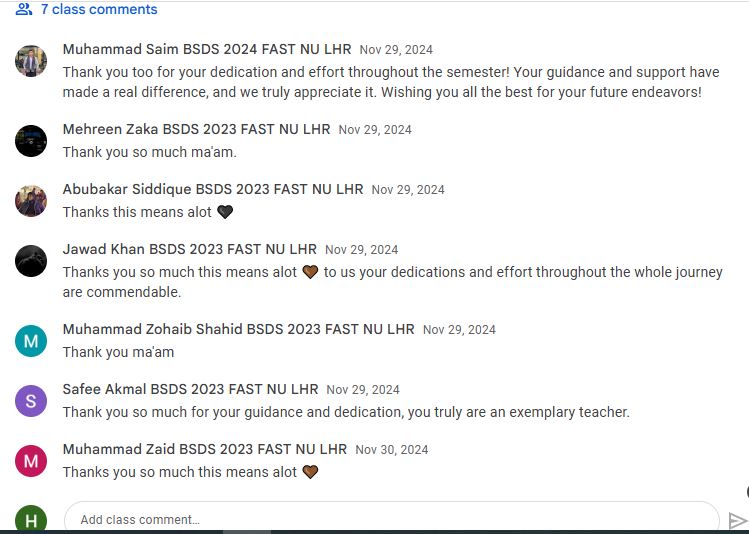 7 class comments
Muhammad Saim BSDS 2024 FAST NU LHR Nov 29, 2024
Thank you too for your dedication and effort throughout the semester! Your guidance and support have
made a real difference, and we truly appreciate it. Wishing you all the best for your future endeavors!
Mehreen Zaka BSDS 2023 FAST NU LHR Nov 29, 2024
Thank you so much ma'am.
Abubakar Siddique BSDS 2023 FAST NU LHR Nov 29, 2024
Thanks this means alot 🖤
Jawad Khan BSDS 2023 FAST NU LHR Nov 29, 2024
Thanks you so much this means alot 🤎 to us your dedications and effort throughout the whole journey
are commendable.
M
Muhammad Zohaib Shahid BSDS 2023 FAST NU LHR Nov 29, 2024
Thank you ma'am
S
Safee Akmal BSDS 2023 FAST NU LHR Nov 29, 2024
Thank you so much for your guidance and dedication, you truly are an exemplary teacher.
M
Muhammad Zaid BSDS 2023 FAST NU LHR Nov 30, 2024
Thanks you so much this means alot 🤎
H
Add class comment...